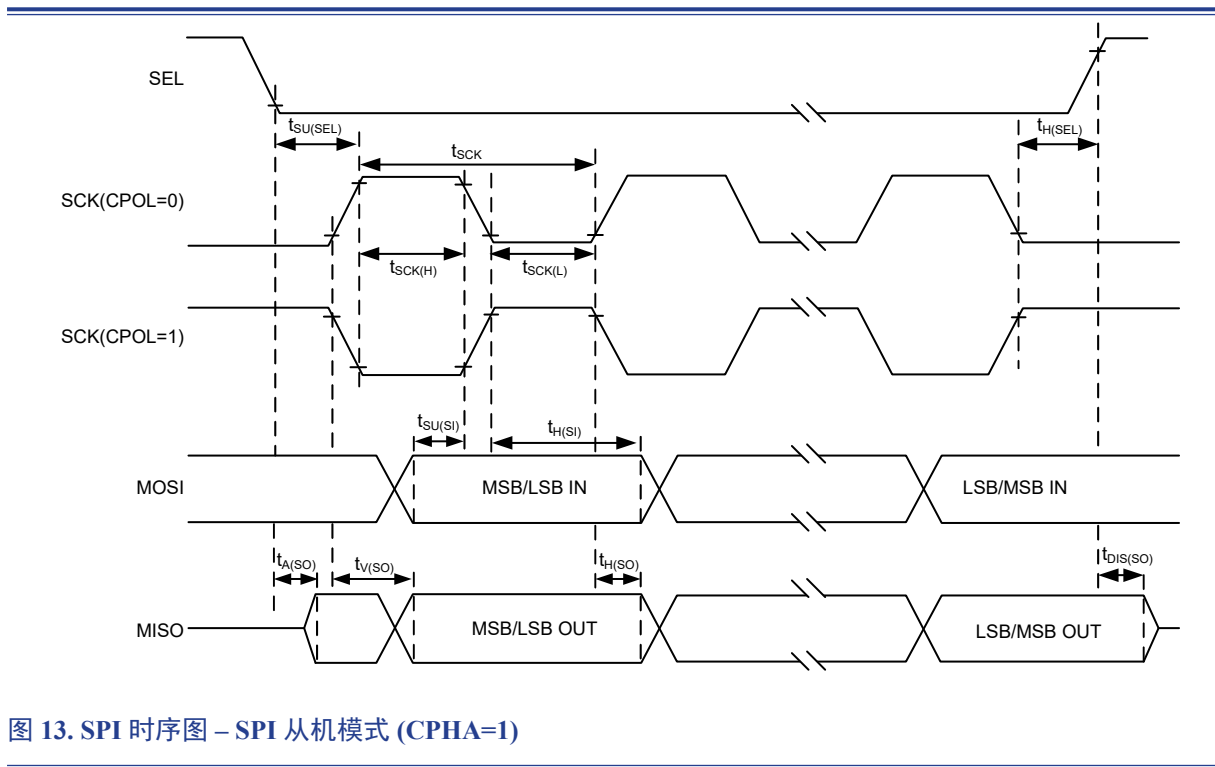 SEL
tSU(SEL)
tH(SEL)
tSCK
SCK(CPOL=0)
tSCK(H)
tSCK(L)
SCK(CPOL=1)
tSU(SI)
tH(SI)
MOSI
MSB/LSB IN
LSB/MSB IN
tA(SO)
tV(SO)
tH(SO)
tDIS(SO)
MISO
MSB/LSB OUT
LSB/MSB OUT
图 13. SPI 时序图 – SPI 从机模式 (CPHA=1)